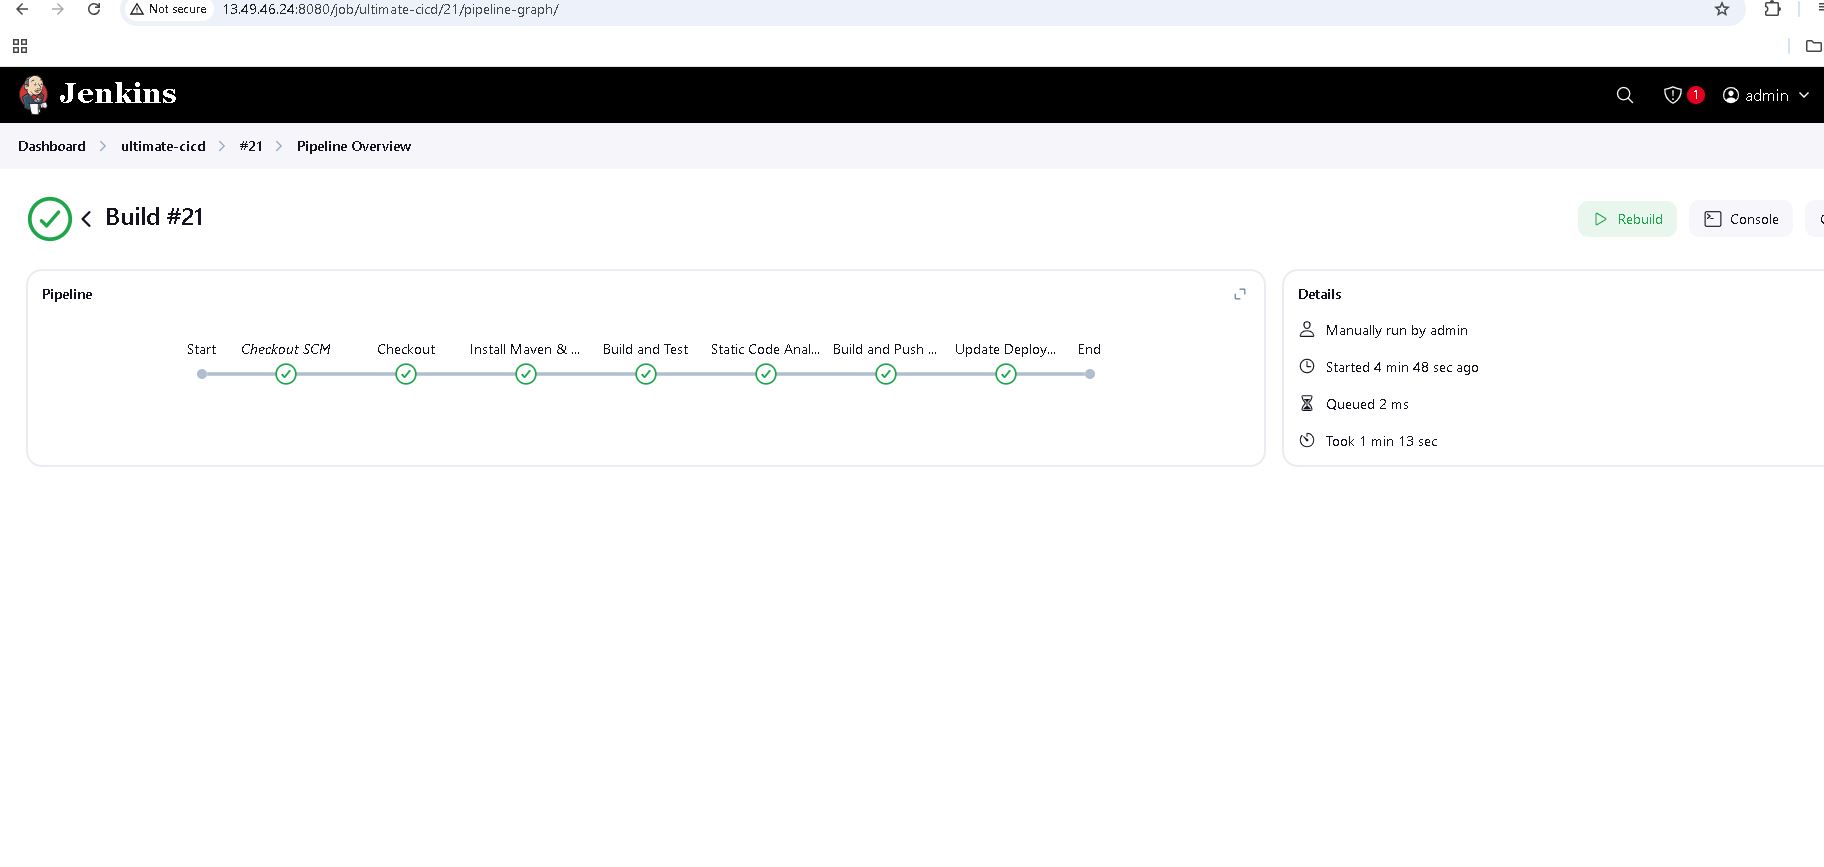 Not secure 13.49.46.24:8080/job/ultimate-cicd/21/pipeline-graph/
Jenkins
1
admin
Dashboard ultimate-cicd #21 Pipeline Overview
Build #21
Rebuild
Console
Pipeline
Start Checkout SCM Checkout Install Maven & ... Build and Test Static Code Anal... Build and Push ... Update Deploy... End
Details
Manually run by admin
Started 4 min 48 sec ago
Queued 2 ms
Took 1 min 13 sec